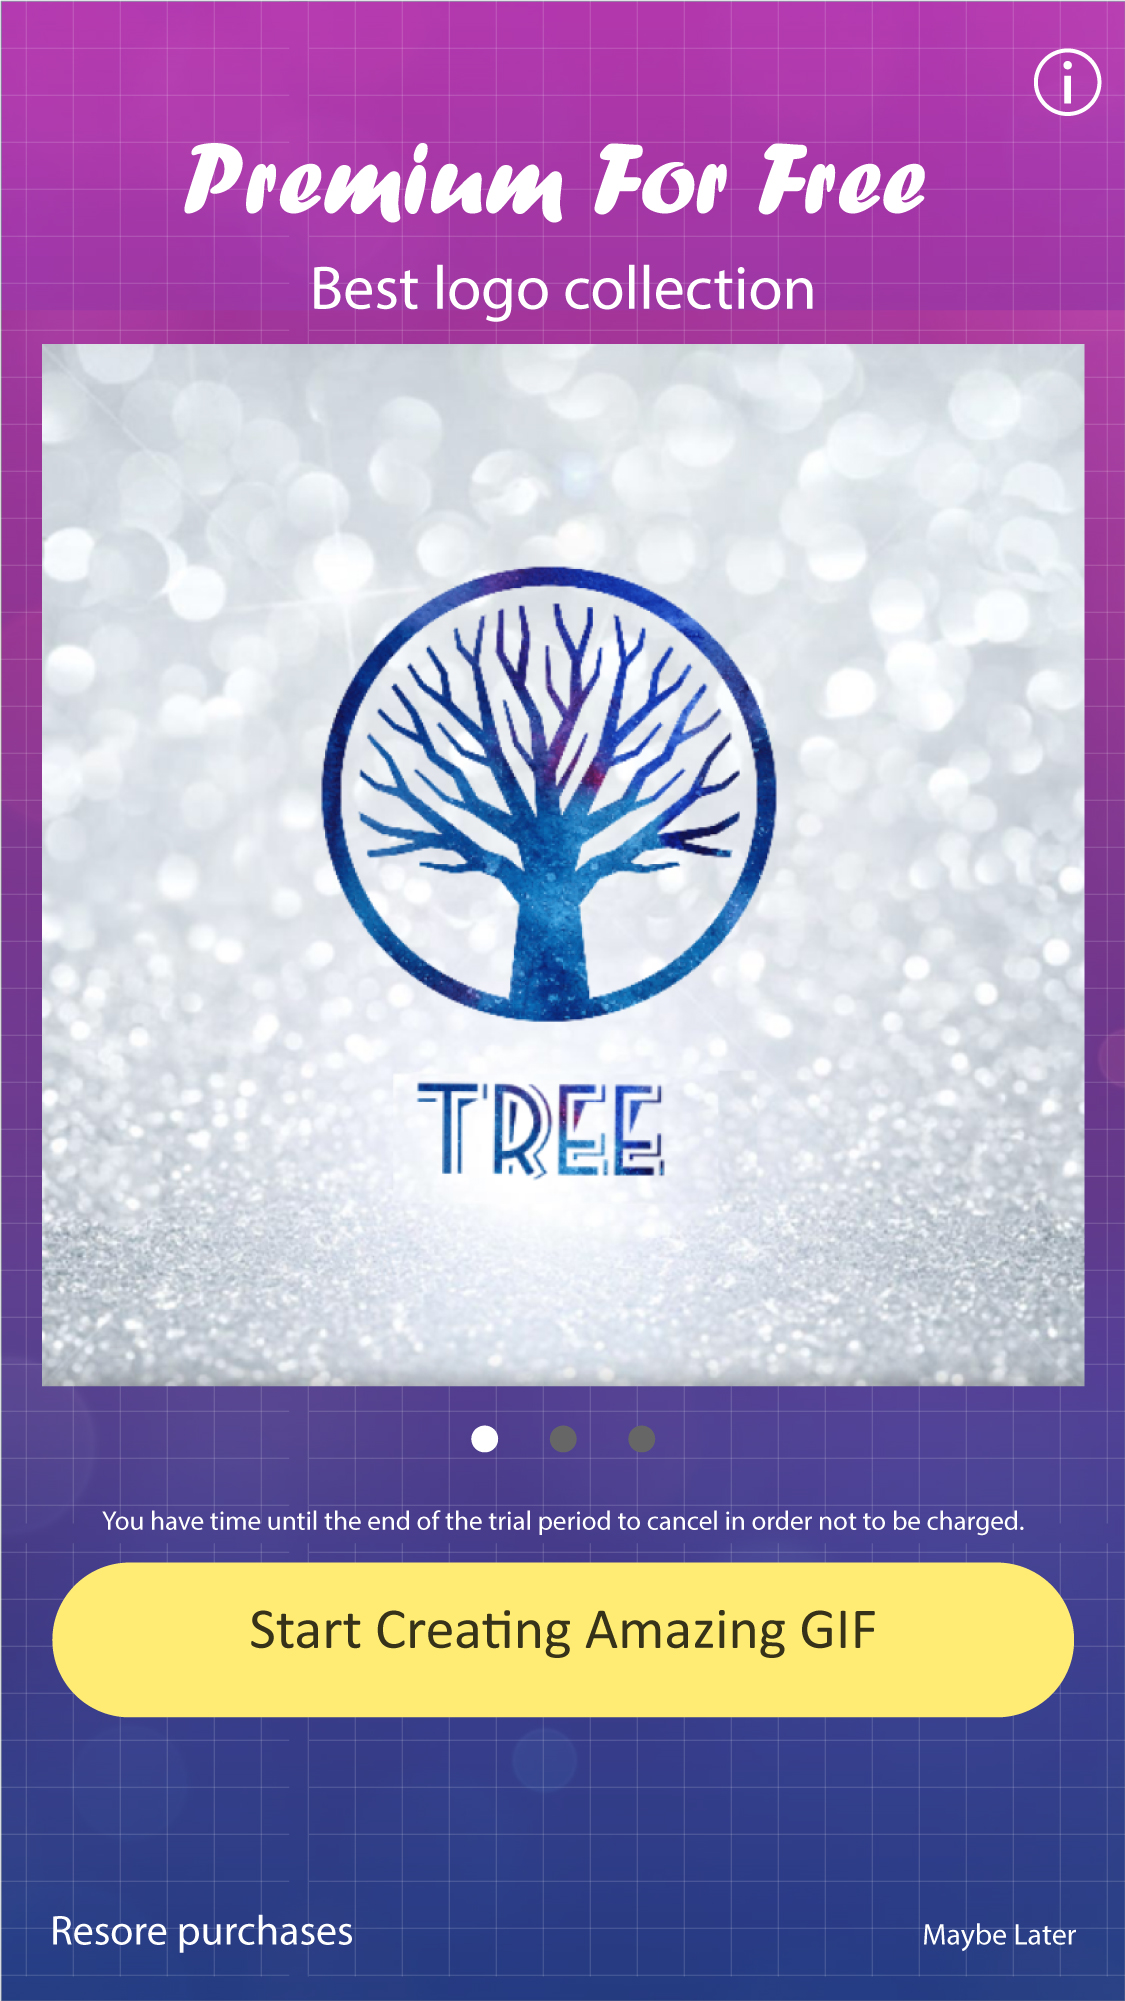 Premium For Free
Best logo collection
TREE
You have time until the end of the trial period to cancel in order not to be charged.
Start Creating Amazing GIF
Resore purchases
Maybe Later